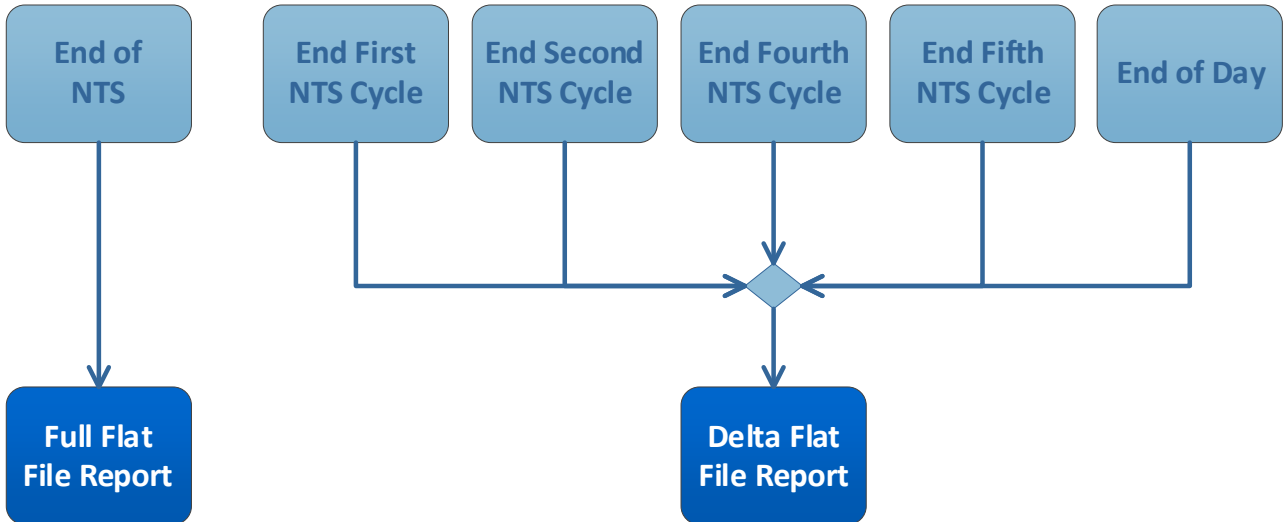 End of
NTS
End First
NTS Cycle
End Second
NTS Cycle
End Fourth
NTS Cycle
End Fifth
NTS Cycle
End of Day
Full Flat
File Report
Delta Flat
File Report